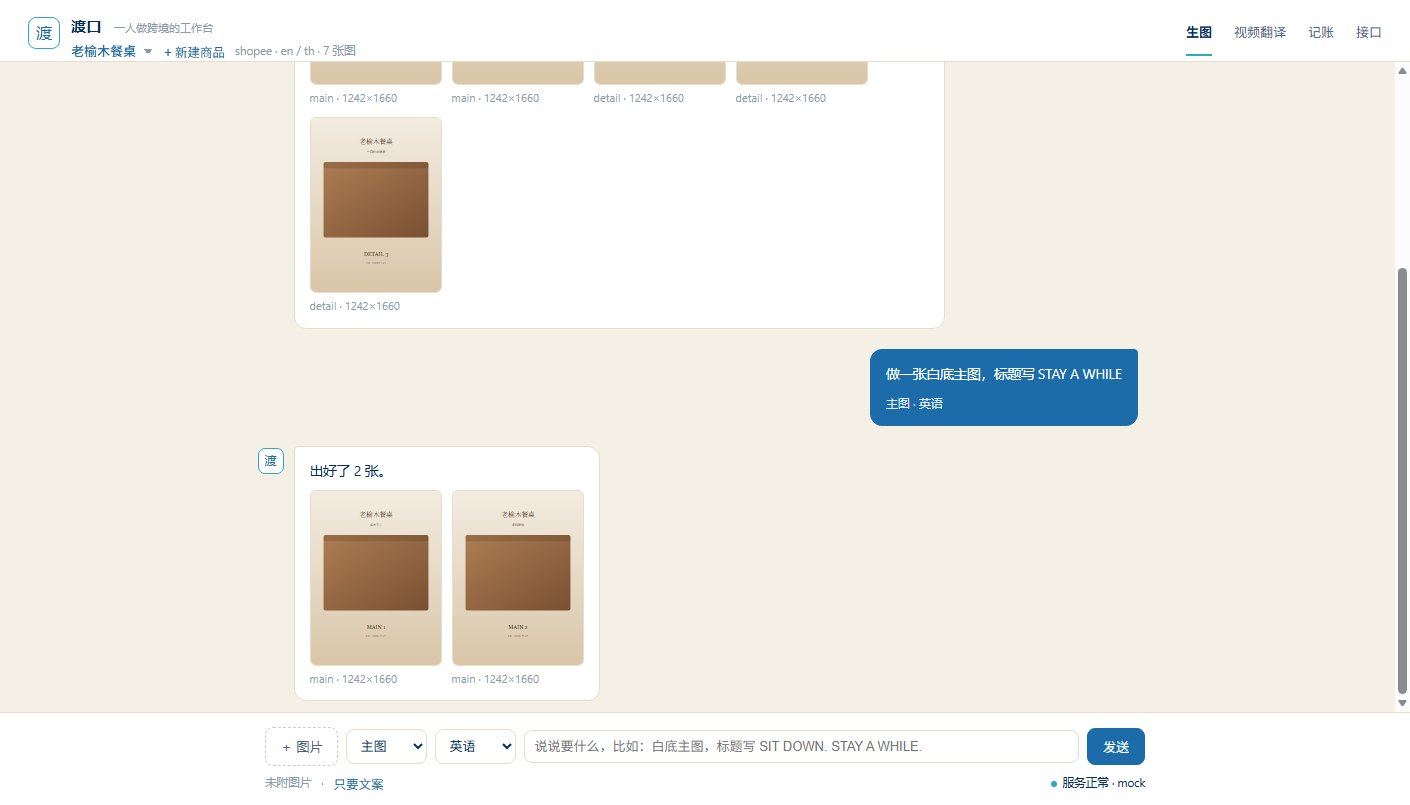 渡 渡口 一人做跨境的工作台
老榆木餐桌 + 新建商品 shopee · en / th · 7 张图
生图 视频翻译 记账 接口
main · 1242×1660 main · 1242×1660 detail · 1242×1660 detail · 1242×1660
老榆木餐桌
DETAIL 3
detail · 1242×1660
做一张白底主图，标题写 STAY A WHILE
主图 · 英语
渡
出好了 2 张。
老榆木餐桌 老榆木餐桌
MAIN 1 MAIN 2
main · 1242×1660 main · 1242×1660
+ 图片 主图 英语 说说要什么，比如：白底主图，标题写 SIT DOWN. STAY A WHILE. 发送
未附图片 · 只要文案 服务正常 · mock